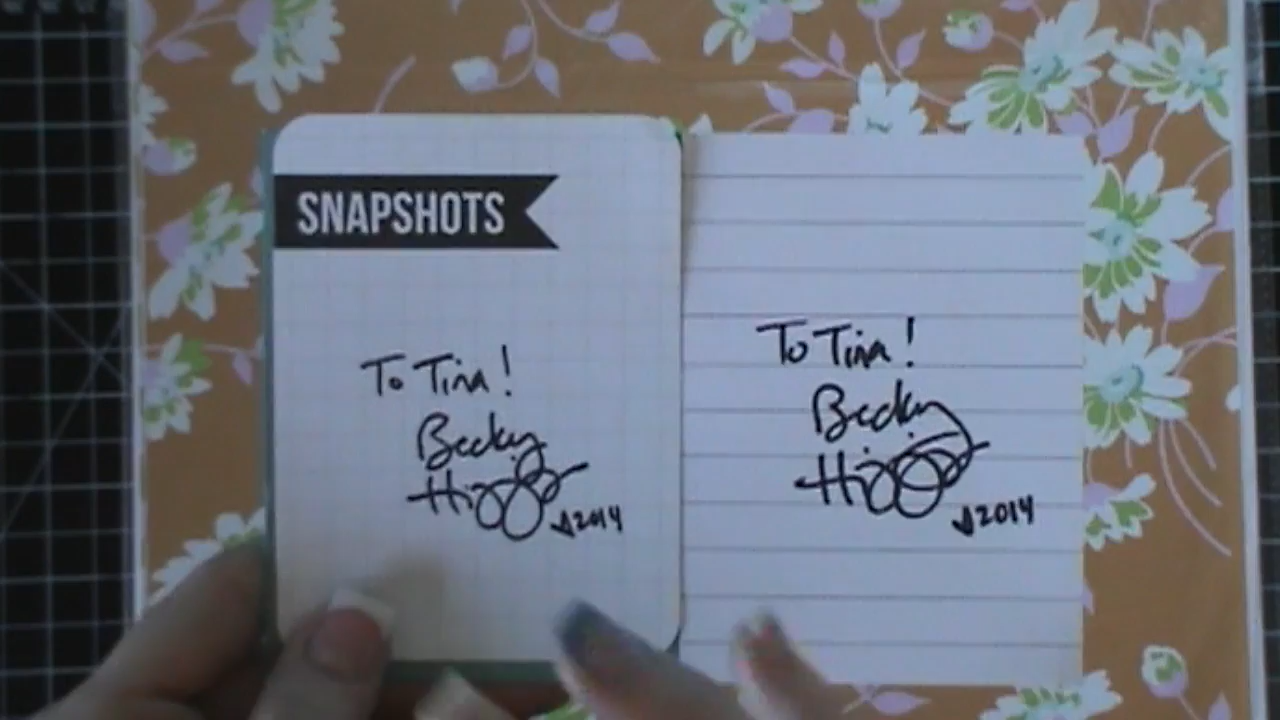 SNAPSHOTS
To Tina!
Becky
Higgins
2014
To Tina!
Becky
Higgins
2014